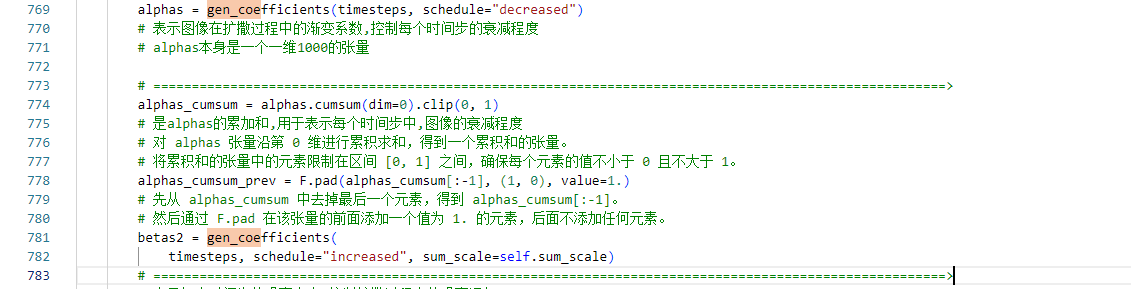 769 alphas = gen_coefficients(timesteps, schedule="decreased")
770 # 表示图像在扩撒过程中的渐变系数,控制每个时间步的衰减程度
771 # alphas本身是一个一维1000的张量
772
773 # =============================================================================================>
774 alphas_cumsum = alphas.cumsum(dim=0).clip(0, 1)
775 # 是alphas的累加和,用于表示每个时间步中,图像的衰减程度
776 # 对 alphas 张量沿第 0 维进行累积求和，得到一个累积和的张量。
777 # 将累积和的张量中的元素限制在区间 [0, 1] 之间，确保每个元素的值不小于 0 且不大于 1。
778 alphas_cumsum_prev = F.pad(alphas_cumsum[:-1], (1, 0), value=1.)
779 # 先从 alphas_cumsum 中去掉最后一个元素，得到 alphas_cumsum[:-1]。
780 # 然后通过 F.pad 在该张量的前面添加一个值为 1. 的元素，后面不添加任何元素。
781 betas2 = gen_coefficients(
782 timesteps, schedule="increased", sum_scale=self.sum_scale)
783 # =============================================================================================>